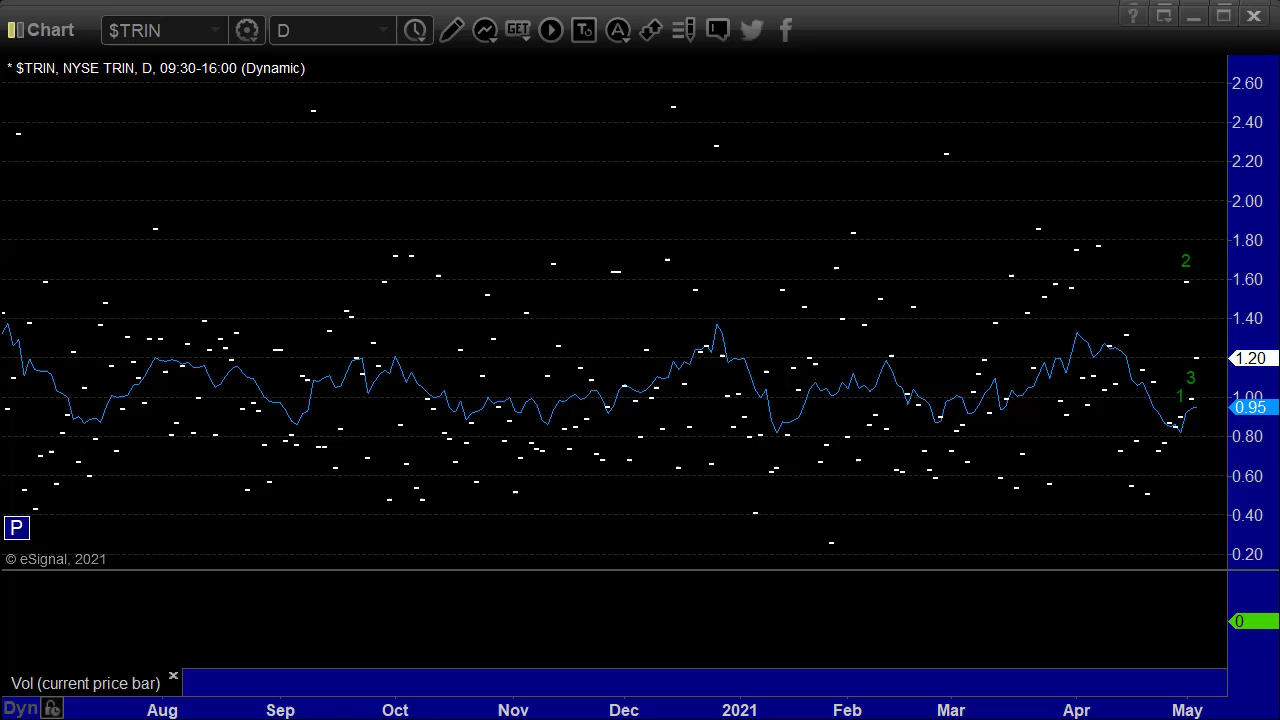 Chart $TRIN D GET T A ?
* $TRIN, NYSE TRIN, D, 09:30-16:00 (Dynamic)
2.60
2.40
2.20
2.00
1.80
2
1.60
1.40
1.20
3
1
1.00
0.95
0.80
0.60
0.40
P
0.20
© eSignal, 2021
0
Vol (current price bar)
Dyn
Aug Sep Oct Nov Dec 2021 Feb Mar Apr May